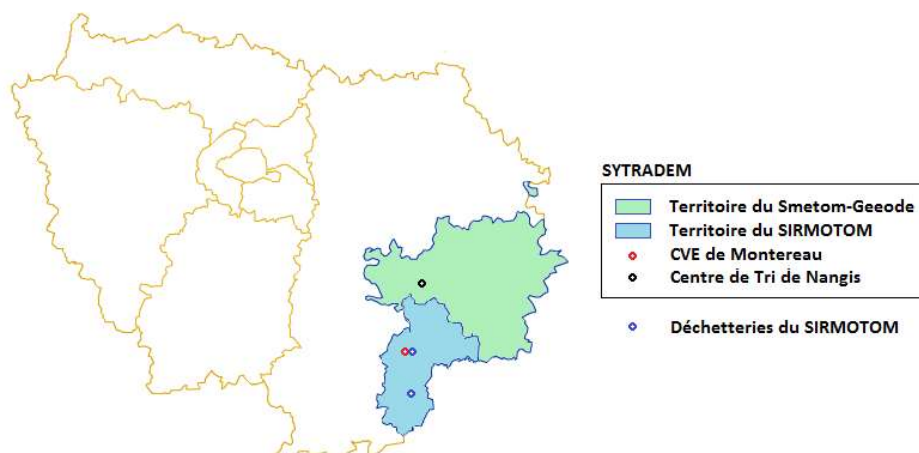 SYTRADEM
Territoire du Smetom-Geeode
Territoire du SIRMOTOM
CVE de Montereau
Centre de Tri de Nangis
Déchetteries du SIRMOTOM